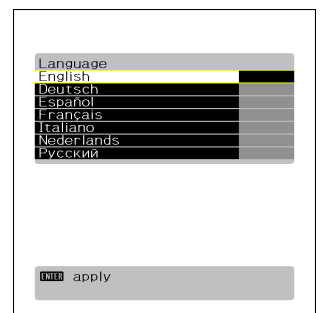 Language
English
Deutsch
Español
Français
Italiano
Nederlands
Русский
ENTER apply